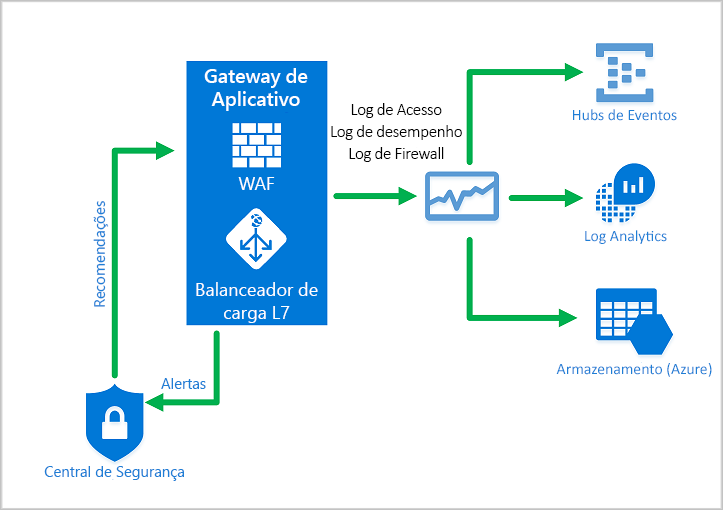 Gateway de
Aplicativo
WAF
Balanceador de
carga L7
Log de Acesso
Log de desempenho
Log de Firewall
Hubs de Eventos
Log Analytics
Armazenamento (Azure)
Recomendações
Alertas
Central de Segurança